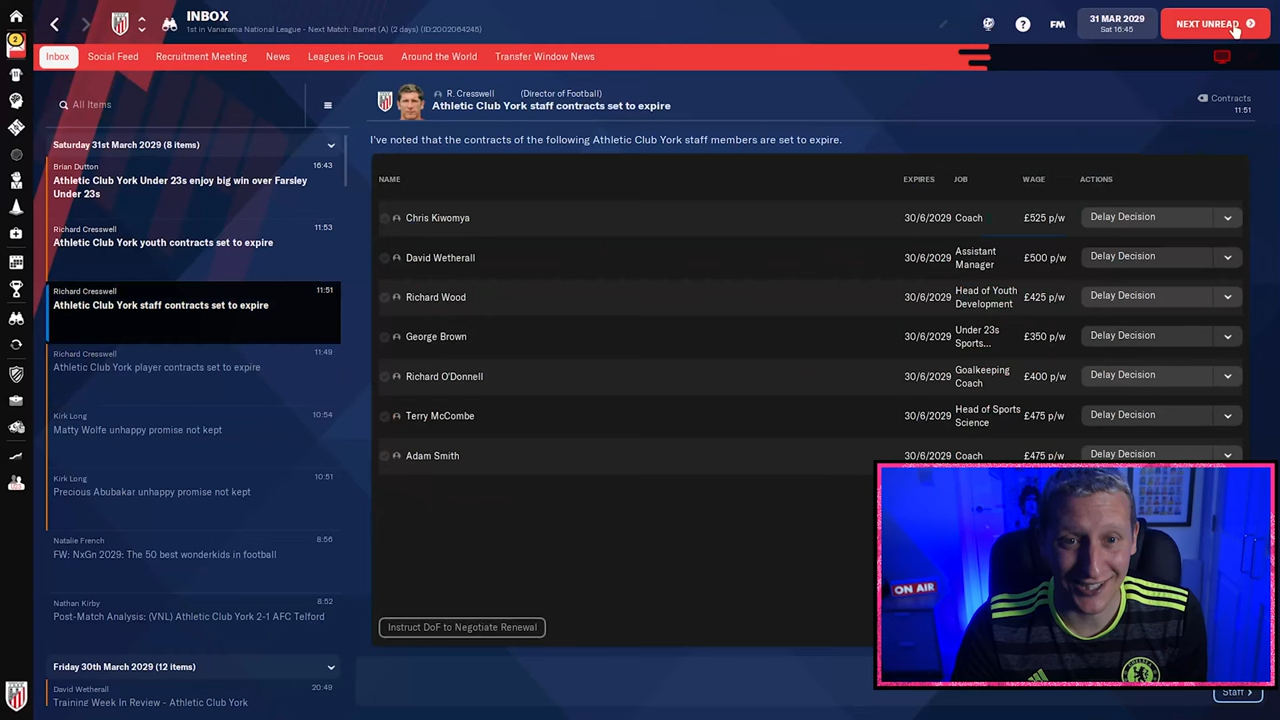 INBOX
1st in Vanarama National League - Next Match: Barnet (A) (2 days) (ID:2002064245)
FM
31 MAR 2029
Sat 16:45
NEXT UNREAD
2
Inbox
Social Feed
Recruitment Meeting
News
Leagues in Focus
Around the World
Transfer Window News
All Items
R. Cresswell
(Director of Football)
Athletic Club York staff contracts set to expire
Contracts
11:51
Saturday 31st March 2029 (8 items)
Brian Dutton
16:43
Athletic Club York Under 23s enjoy big win over Farsley
Under 23s
Richard Cresswell
11:53
Athletic Club York youth contracts set to expire
Richard Cresswell
11:51
Athletic Club York staff contracts set to expire
Richard Cresswell
11:49
Athletic Club York player contracts set to expire
Kirk Long
10:54
Matty Wolfe unhappy promise not kept
Kirk Long
10:51
Precious Abubakar unhappy promise not kept
Natalie French
8:56
FW: NxGn 2029: The 50 best wonderkids in football
Nathan Kirby
8:52
Post-Match Analysis: (VNL) Athletic Club York 2-1 AFC Telford
Friday 30th March 2029 (12 items)
David Wetherall
20:49
Training Week In Review - Athletic Club York
I've noted that the contracts of the following Athletic Club York staff members are set to expire.
NAME
EXPIRES
JOB
WAGE
ACTIONS
Chris Kiwomya
30/6/2029
Coach
£525 p/w
Delay Decision
David Wetherall
30/6/2029
Assistant
Manager
£500 p/w
Delay Decision
Richard Wood
30/6/2029
Head of Youth
Development
£425 p/w
Delay Decision
George Brown
30/6/2029
Under 23s
Sports...
£350 p/w
Delay Decision
Richard O'Donnell
30/6/2029
Goalkeeping
Coach
£400 p/w
Delay Decision
Terry McCombe
30/6/2029
Head of Sports
Science
£475 p/w
Delay Decision
Adam Smith
30/6/2029
Coach
£475 p/w
Delay Decision
Instruct DoF to Negotiate Renewal
ON AIR
Staff